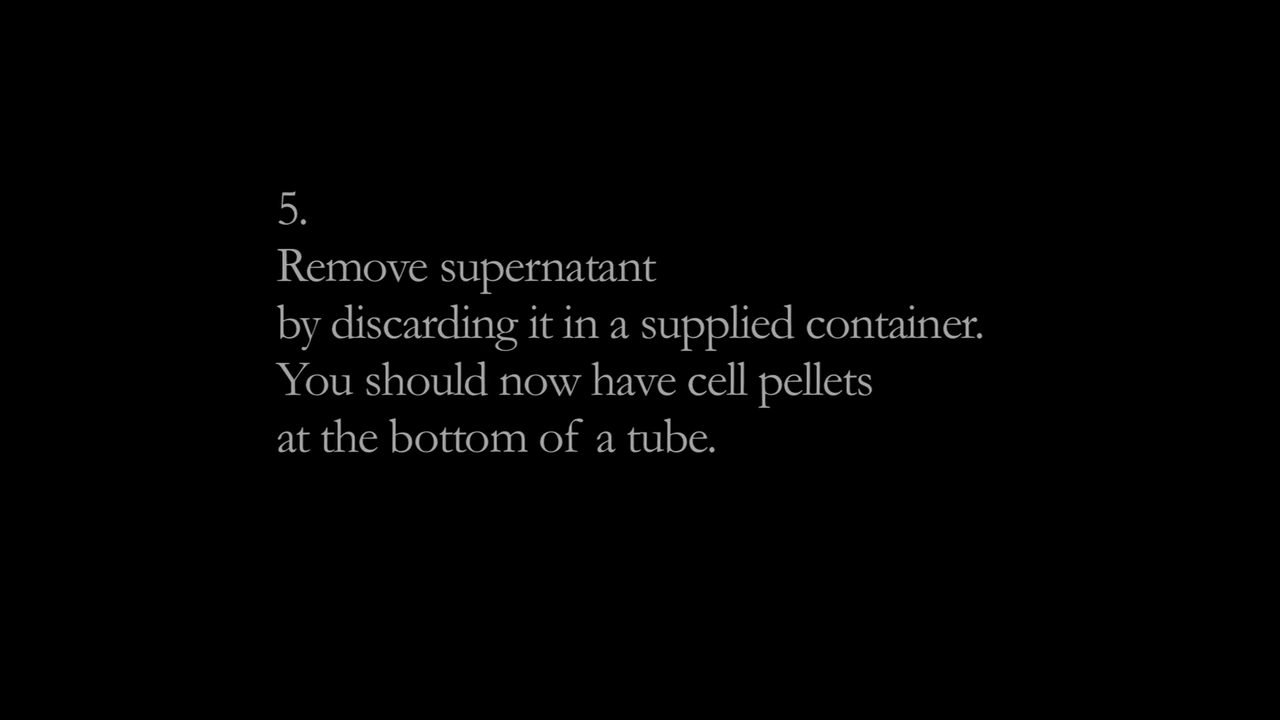 5.
Remove supernatant
by discarding it in a supplied container.
You should now have cell pellets
at the bottom of a tube.